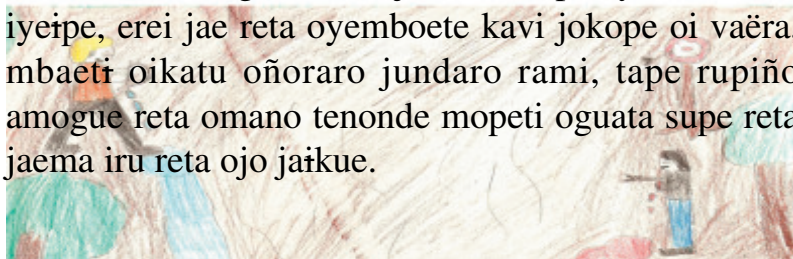 iyeɨpe, erei jae reta oyemboete kavi jokope oi vaëra,
mbaetɨ oikatu oñoraro jundaro rami, tape rupiño
amogue reta omano tenonde mopeti oguata supe reta
jaema iru reta ojo jaɨkue.